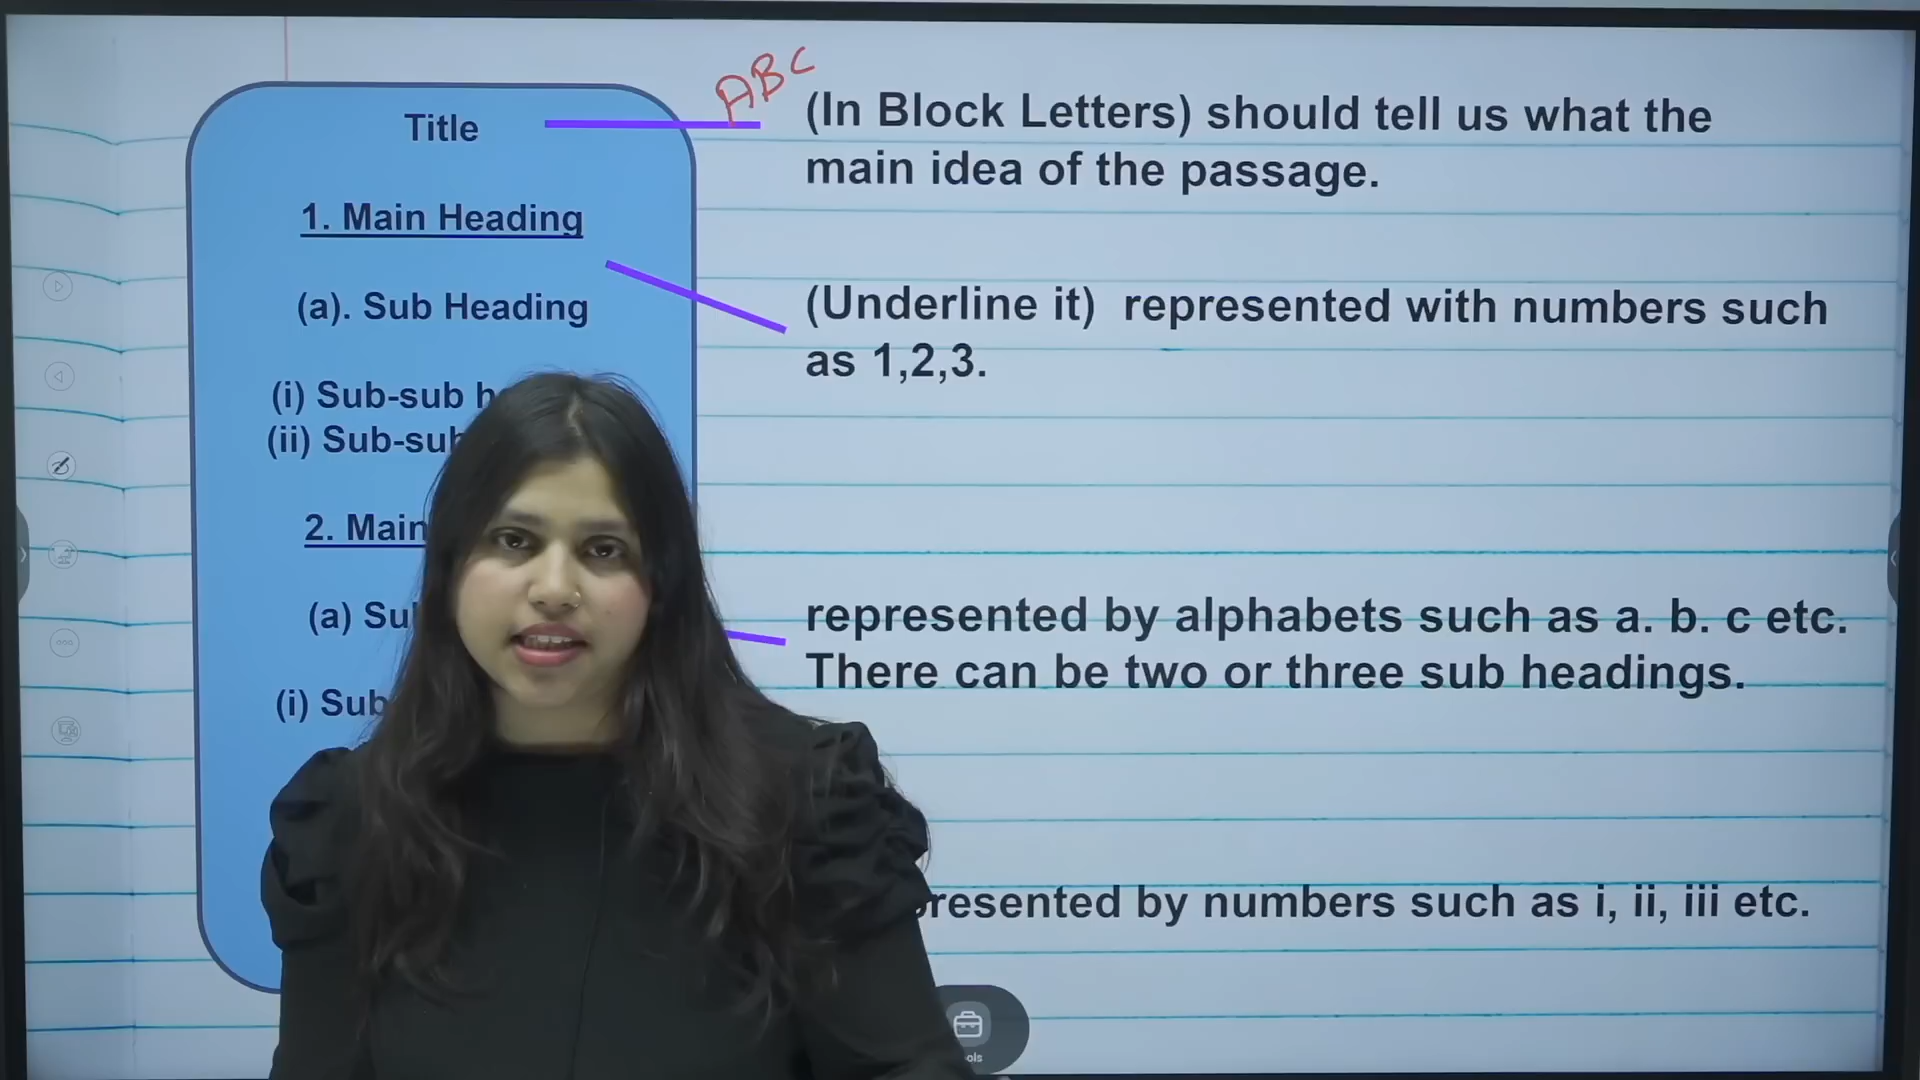 ABC
Title
(In Block Letters) should tell us what the
main idea of the passage.
1. Main Heading
(a). Sub Heading
(Underline it) represented with numbers such
as 1,2,3.
(i) Sub-sub
(ii) Sub-sub
2. Main
(a)
represented by alphabets such as a. b. c etc.
There can be two or three sub headings.
(i) Sub
by numbers such as i, ii, iii etc.